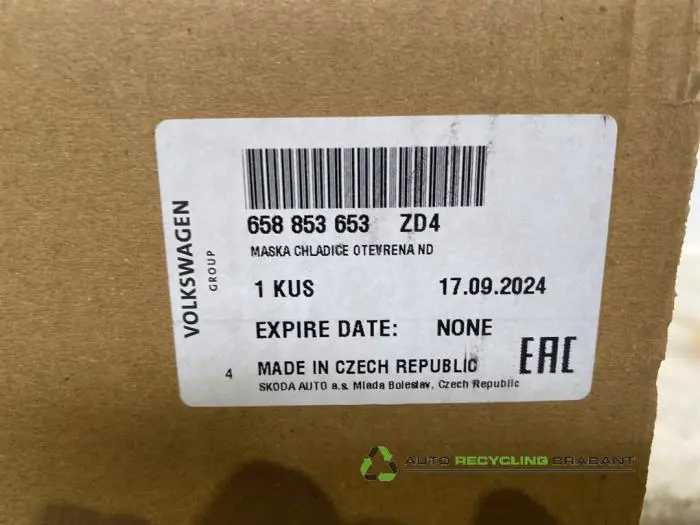 VOLKSWAGEN
GROUP
658 853 653 ZD4
MASKA CHLADICE OTEVRENA ND
1 KUS 17.09.2024
EXPIRE DATE: NONE
4 MADE IN CZECH REPUBLIC
SKODA AUTO a.s. Mlada Boleslav, Czech Republic
EAC
AUTO RECYCLING BRABANT